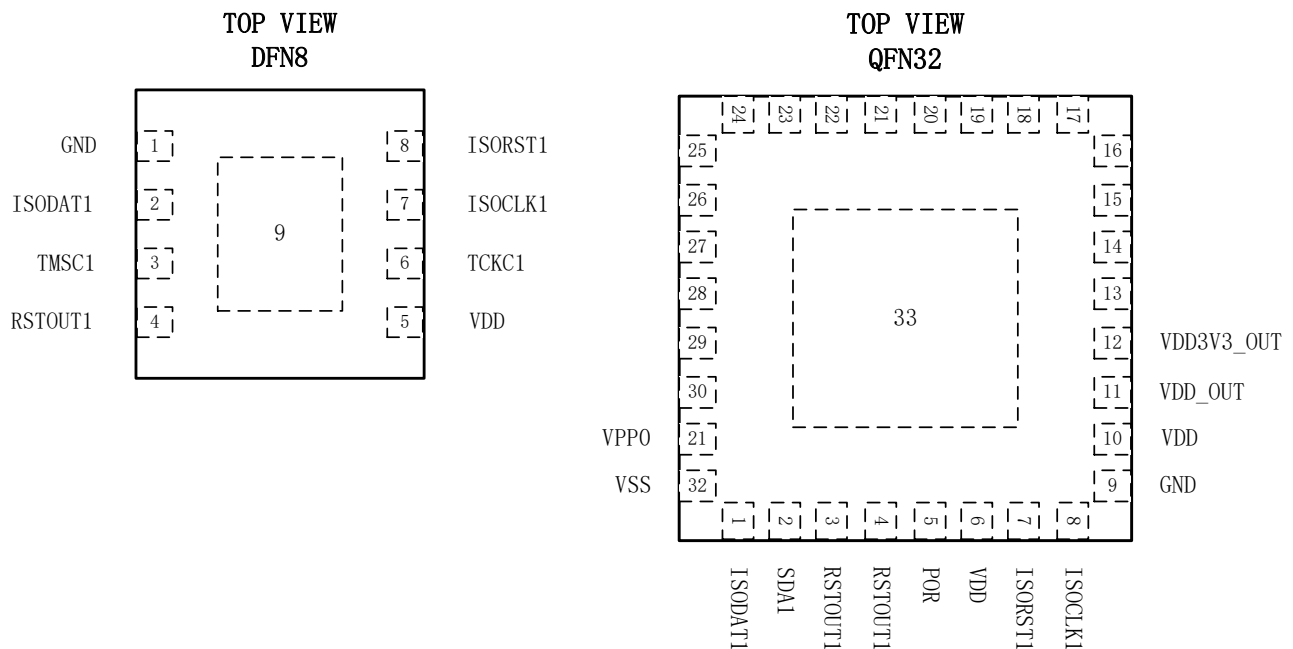 TOP VIEW
DFN8
GND 1 8 ISORST1
ISODAT1 2 7 ISOCLK1
9
TMSC1 3 6 TCKC1
RSTOUT1 4 5 VDD
TOP VIEW
QFN32
24 23 22 21 20 19 18 17
25 16
26 15
27 14
28 13
33
29 12 VDD3V3_OUT
30 11 VDD_OUT
VPPO 21 10 VDD
VSS 32 9 GND
1 2 3 4 5 6 7 8
ISODAT1
SDA1
RSTOUT1
RSTOUT1
POR
VDD
ISORST1
ISOCLK1